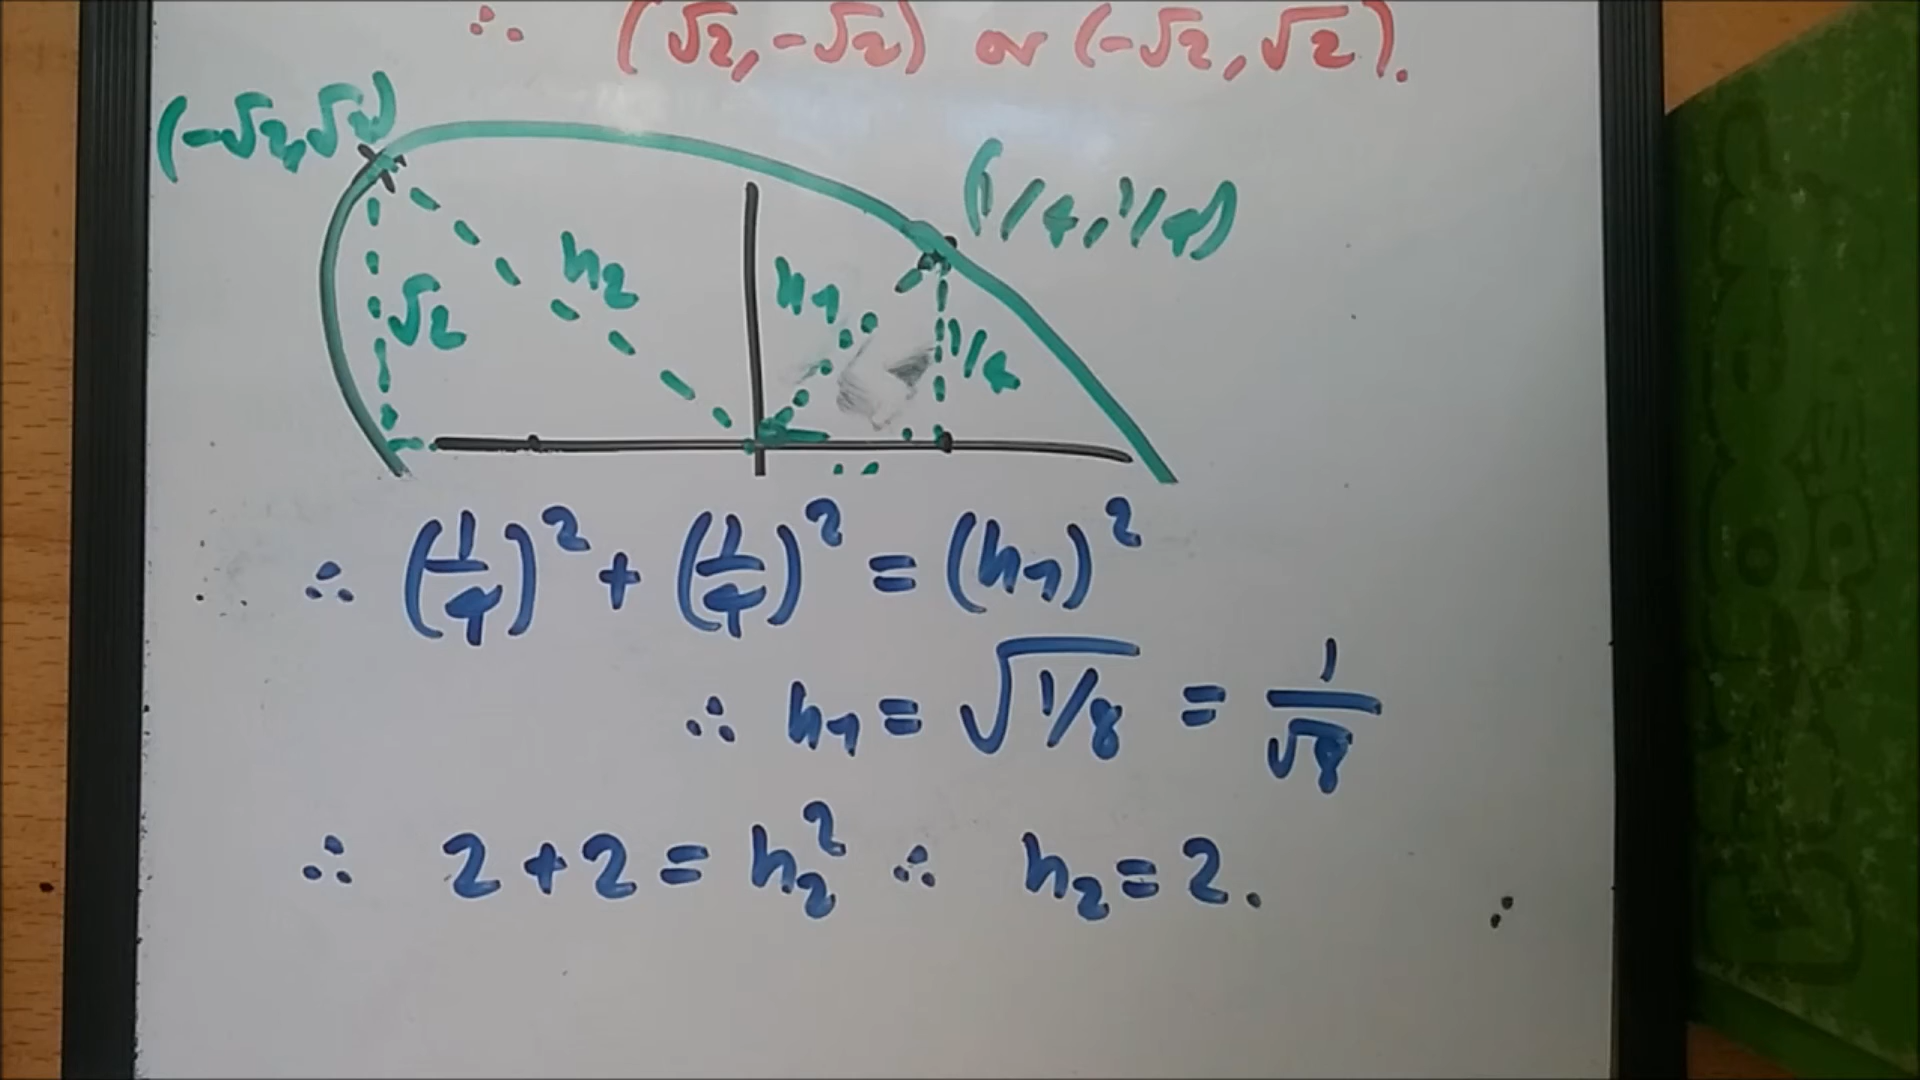 ∴ (√2, -√2) or (-√2, √2).
(-√2, √2)
(1/4, 1/4)
h2
h1
√2
1/4
∴ (1/4)² + (1/4)² = (h1)²
∴ h1 = √1/8 = 1/√8
∴ 2 + 2 = h2² ∴ h2 = 2.